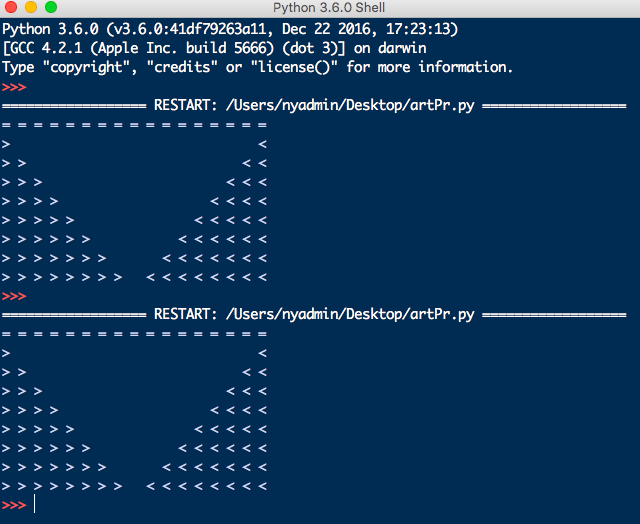 Python 3.6.0 Shell
Python 3.6.0 (v3.6.0:41df79263a11, Dec 22 2016, 17:23:13)
[GCC 4.2.1 (Apple Inc. build 5666) (dot 3)] on darwin
Type "copyright", "credits" or "license()" for more information.
>>>
================== RESTART: /Users/nyadmin/Desktop/artPr.py ==================
= = = = = = = = = = = = = = = = =
>                               <
> >                           < <
> > >                       < < <
> > > >                   < < < <
> > > > >               < < < < <
> > > > > >           < < < < < <
> > > > > > >       < < < < < < <
> > > > > > > >   < < < < < < < <
>>>
================== RESTART: /Users/nyadmin/Desktop/artPr.py ==================
= = = = = = = = = = = = = = = = =
>                               <
> >                           < <
> > >                       < < <
> > > >                   < < < <
> > > > >               < < < < <
> > > > > >           < < < < < <
> > > > > > >       < < < < < < <
> > > > > > > >   < < < < < < < <
>>>